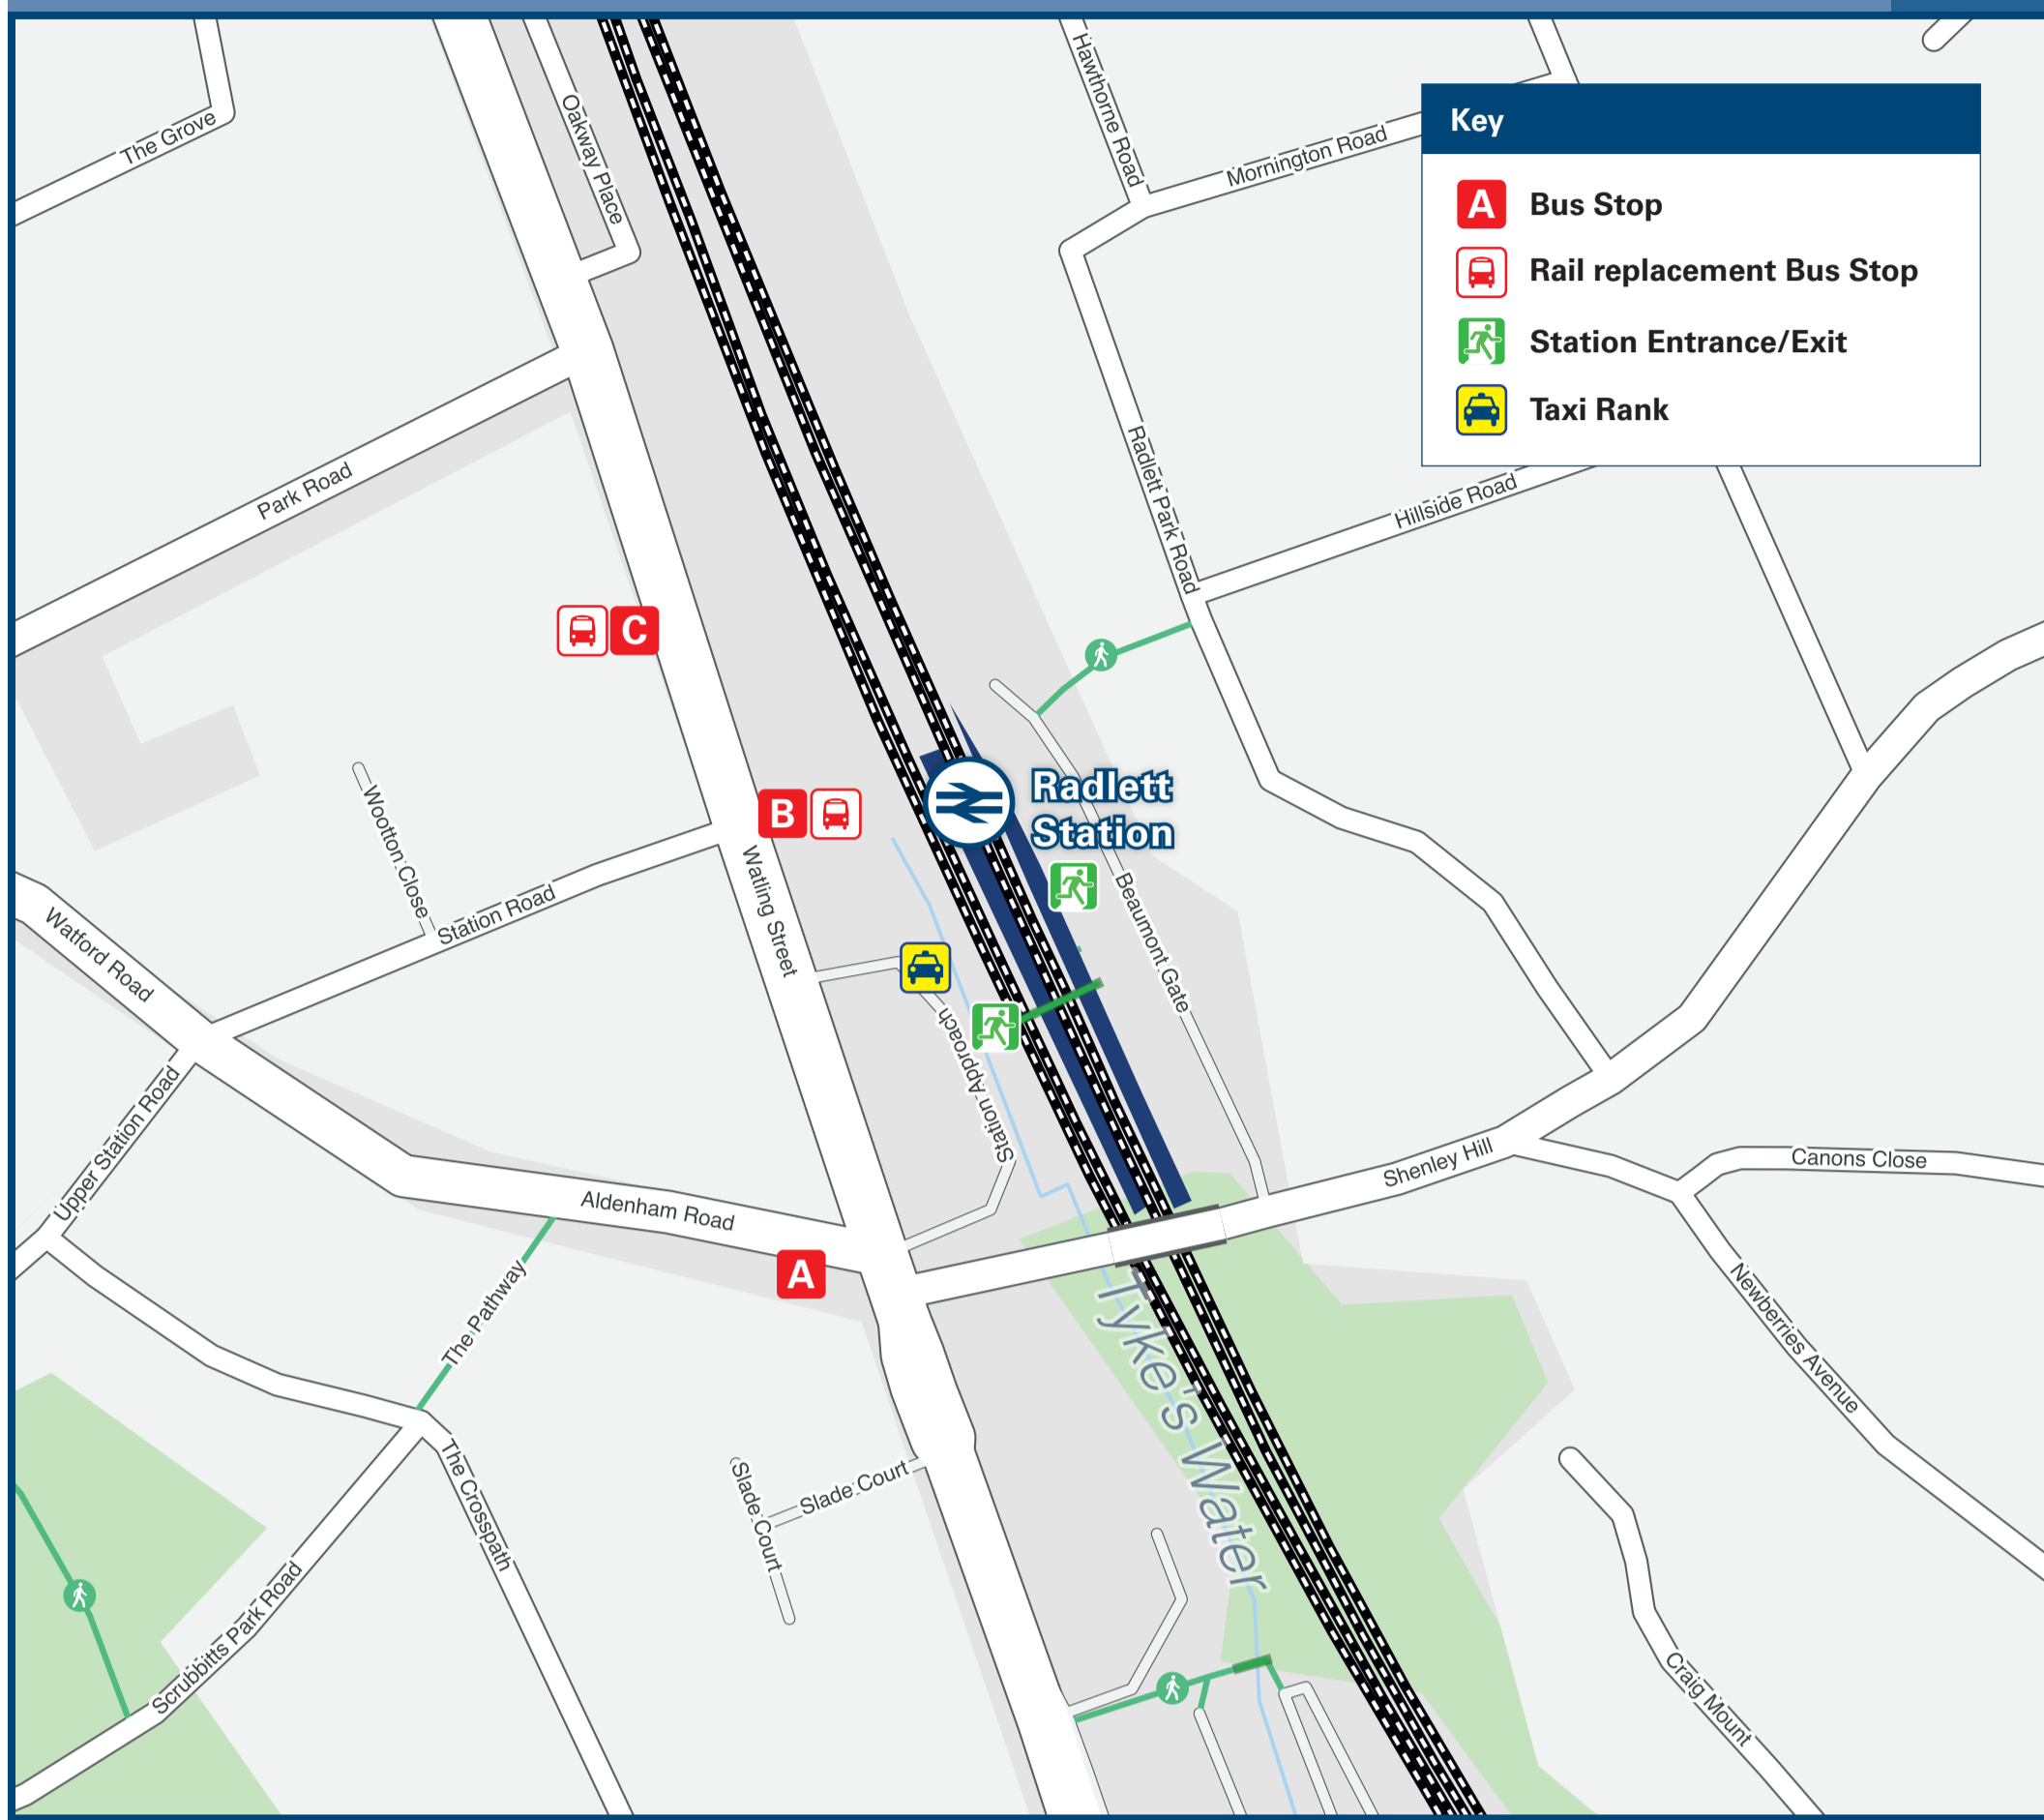 Key
A Bus Stop
Rail replacement Bus Stop
Station Entrance/Exit
Taxi Rank
The Grove
Oakway Place
Hawthorne Road
Mornington Road
Park Road
Radlett Park Road
Hillside Road
C
Radlett
Station
B
Wootton Close
Station Road
Watling Street
Watford Road
Beaumont Gate
Station Approach
Upper Station Road
Aldenham Road
A
Shenley Hill
Canons Close
The Pathway
Tyke's Water
Newberries Avenue
The Crosspath
Slade Court
Slade Court
Scrubbitts Park Road
Craig Mount